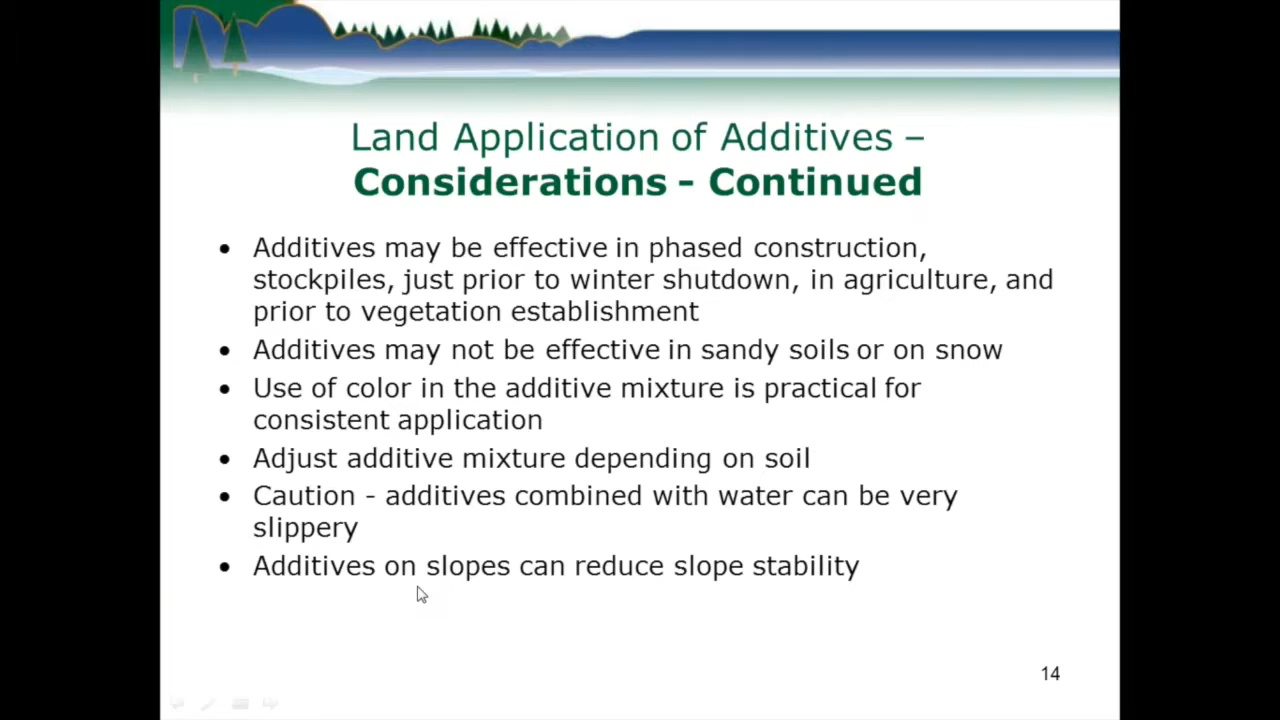 Land Application of Additives –
Considerations - Continued
• Additives may be effective in phased construction,
stockpiles, just prior to winter shutdown, in agriculture, and
prior to vegetation establishment
• Additives may not be effective in sandy soils or on snow
• Use of color in the additive mixture is practical for
consistent application
• Adjust additive mixture depending on soil
• Caution - additives combined with water can be very
slippery
• Additives on slopes can reduce slope stability
14